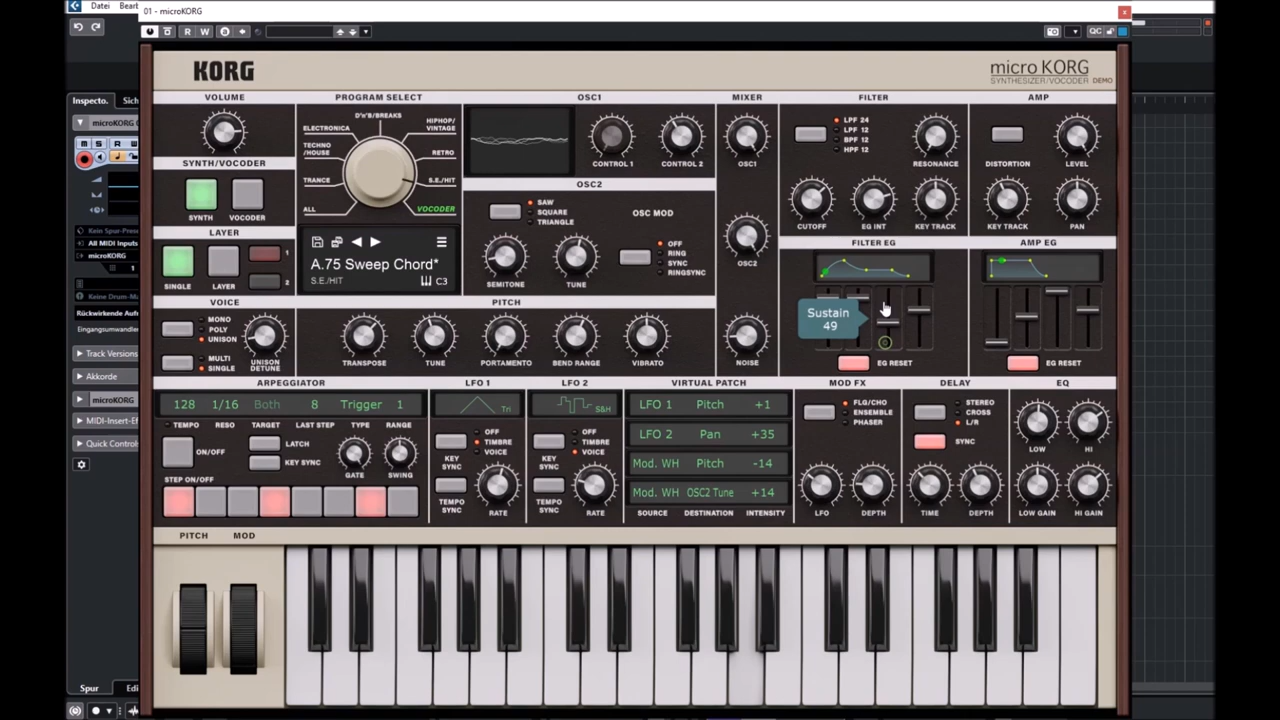 Datei Bearb
01 - microKORG
R W
QC
Inspecto. Sich
microKORG
M S R W
Kein Spur-Prese
All MIDI Inputs
microKORG
1
Keine Drum-Ma
Rückwirkende Aufn
Eingangsumwandler
Track Versions
Akkorde
microKORG
MIDI-Insert-Ef
Quick Controls
Spur Edi
KORG
micro KORG
SYNTHESIZER/VOCODER DEMO
VOLUME
SYNTH/VOCODER
SYNTH VOCODER
LAYER
1
2
SINGLE LAYER
PROGRAM SELECT
D'n'B/BREAKS
ELECTRONICA
HIPHOP/
VINTAGE
TECHNO
/HOUSE
RETRO
TRANCE
S.E./HIT
ALL
VOCODER
A.75 Sweep Chord*
S.E./HIT C3
OSC1
CONTROL 1 CONTROL 2
OSC2
SAW
SQUARE
TRIANGLE
OSC MOD
OFF
RING
SYNC
RINGSYNC
SEMITONE TUNE
MIXER
OSC1
OSC2
NOISE
FILTER
LPF 24
LPF 12
BPF 12
HPF 12
RESONANCE
CUTOFF EG INT KEY TRACK
AMP
DISTORTION LEVEL
KEY TRACK PAN
FILTER EG
Sustain
49
EG RESET
AMP EG
EG RESET
VOICE
MONO
POLY
UNISON
MULTI
SINGLE
UNISON
DETUNE
PITCH
TRANSPOSE TUNE PORTAMENTO BEND RANGE VIBRATO
ARPEGGIATOR
128 1/16 Both 8 Trigger 1
TEMPO RESO TARGET LAST STEP TYPE RANGE
ON/OFF
LATCH
KEY SYNC
GATE SWING
STEP ON/OFF
LFO 1
Tri
OFF
TIMBRE
VOICE
KEY
SYNC
TEMPO
SYNC
RATE
LFO 2
S&H
OFF
TIMBRE
VOICE
KEY
SYNC
TEMPO
SYNC
RATE
VIRTUAL PATCH
LFO 1 Pitch +1
LFO 2 Pan +35
Mod. WH Pitch -14
Mod. WH OSC2 Tune +14
SOURCE DESTINATION INTENSITY
MOD FX
FLG/CHO
ENSEMBLE
PHASER
LFO DEPTH
DELAY
STEREO
CROSS
L/R
SYNC
TIME DEPTH
EQ
LOW HI
LOW GAIN HI GAIN
PITCH MOD